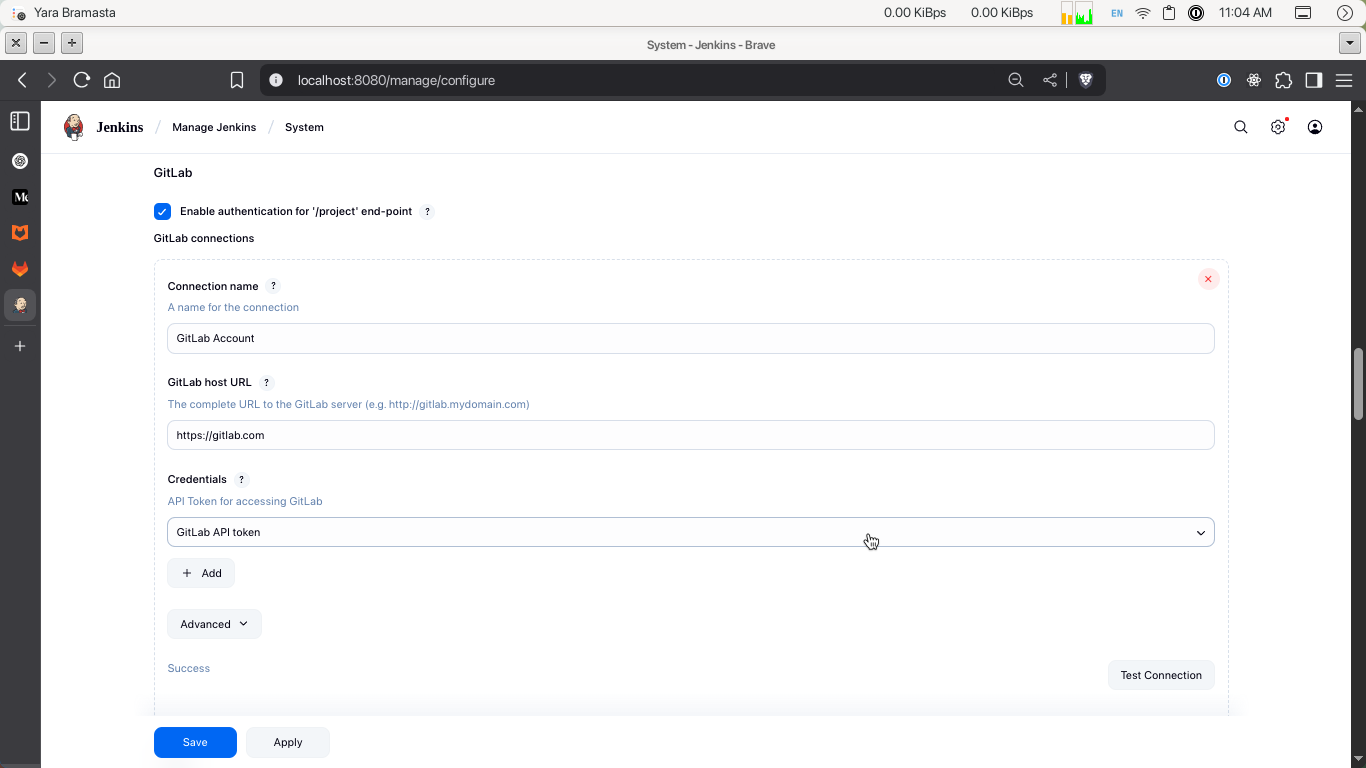 Yara Bramasta 0.00 KiBps 0.00 KiBps EN 11:04 AM
System - Jenkins - Brave
localhost:8080/manage/configure
Jenkins / Manage Jenkins / System
GitLab
Enable authentication for '/project' end-point ?
GitLab connections
Connection name ?
A name for the connection
GitLab Account
GitLab host URL ?
The complete URL to the GitLab server (e.g. http://gitlab.mydomain.com)
https://gitlab.com
Credentials ?
API Token for accessing GitLab
GitLab API token
+ Add
Advanced
Success
Test Connection
Save Apply